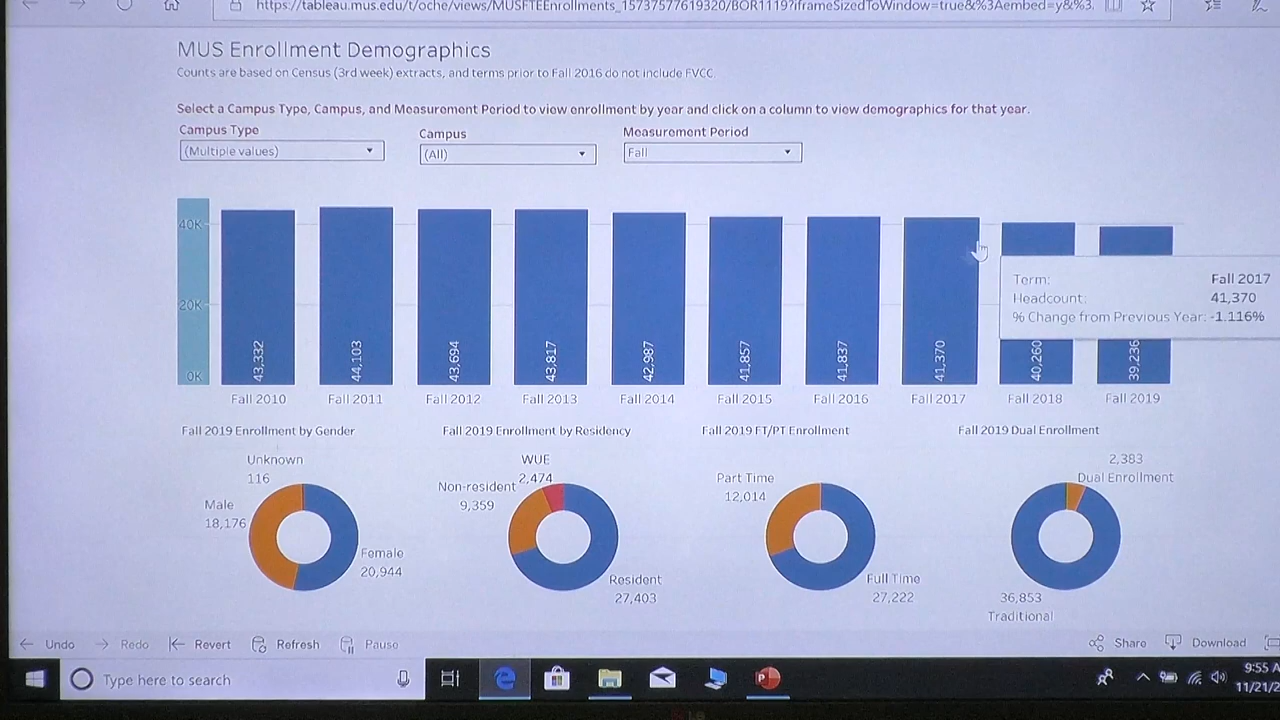 https://tableau.mus.edu/t/oche/views/MUSFTEEnrollments_15737577619320/BOR1119?iframeSizedToWindow=true&%3Aembed=y&%3.
MUS Enrollment Demographics
Counts are based on Census (3rd week) extracts, and terms prior to Fall 2016 do not include FVCC.
Select a Campus Type, Campus, and Measurement Period to view enrollment by year and click on a column to view demographics for that year.
Campus Type Campus Measurement Period
(Multiple values) (All) Fall
40K
20K
0K
Term: Fall 2017
Headcount: 41,370
% Change from Previous Year: -1.116%
43,332 44,103 43,694 43,817 42,987 41,857 41,837 41,370 40,260 39,236
Fall 2010 Fall 2011 Fall 2012 Fall 2013 Fall 2014 Fall 2015 Fall 2016 Fall 2017 Fall 2018 Fall 2019
Fall 2019 Enrollment by Gender Fall 2019 Enrollment by Residency Fall 2019 FT/PT Enrollment Fall 2019 Dual Enrollment
Unknown
116
Male
18,176
Female
20,944
WUE
2,474
Non-resident
9,359
Resident
27,403
Part Time
12,014
Full Time
27,222
2,383
Dual Enrollment
36,853
Traditional
Undo Redo Revert Refresh Pause Share Download
Type here to search
9:55 A
11/21/2